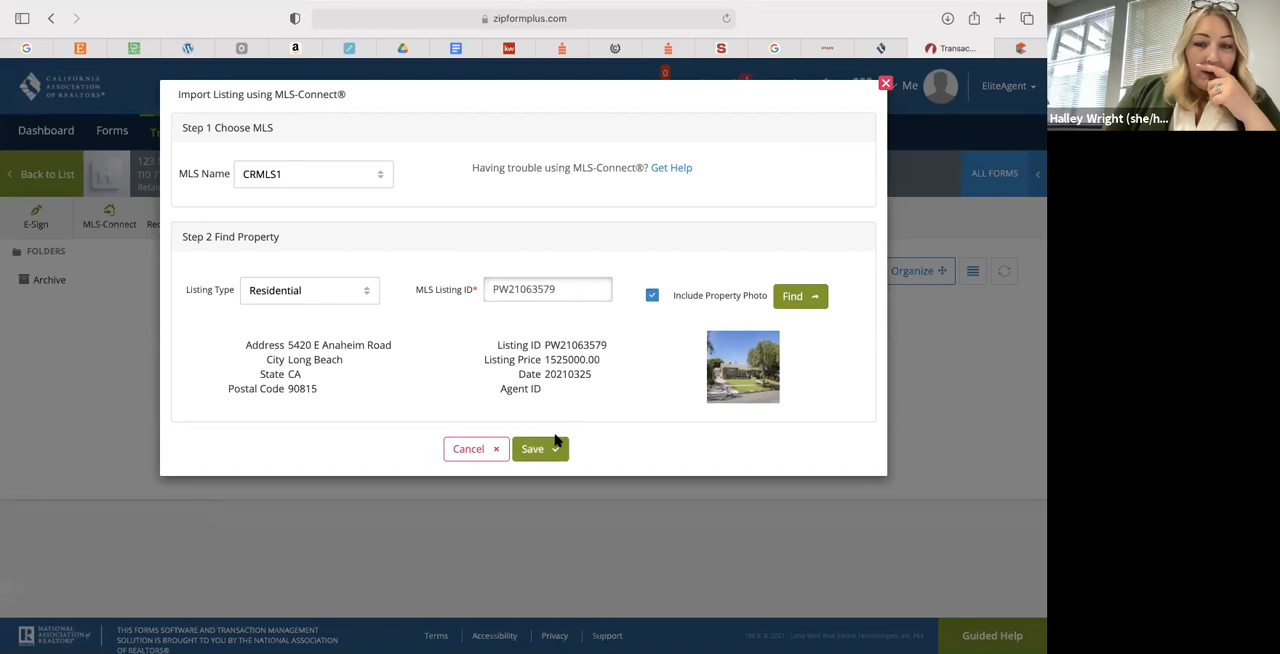 zipformplus.com
Transac...
CALIFORNIA
ASSOCIATION
OF REALTORS®
0
Me
EliteAgent
Dashboard
Forms
Import Listing using MLS-Connect®
Step 1 Choose MLS
MLS Name
CRMLS1
Having trouble using MLS-Connect®? Get Help
Back to List
ALL FORMS
E-Sign
MLS-Connect
Step 2 Find Property
FOLDERS
Archive
Organize
Listing Type
Residential
MLS Listing ID*
PW21063579
Include Property Photo
Find
Address 5420 E Anaheim Road
City Long Beach
State CA
Postal Code 90815
Listing ID PW21063579
Listing Price 1525000.00
Date 20210325
Agent ID
Cancel
Save
NATIONAL
ASSOCIATION
of REALTORS®
THIS FORMS SOFTWARE AND TRANSACTION MANAGEMENT
SOLUTION IS BROUGHT TO YOU BY THE NATIONAL ASSOCIATION
OF REALTORS®
Terms
Accessibility
Privacy
Support
Guided Help
Halley Wright (she/h...